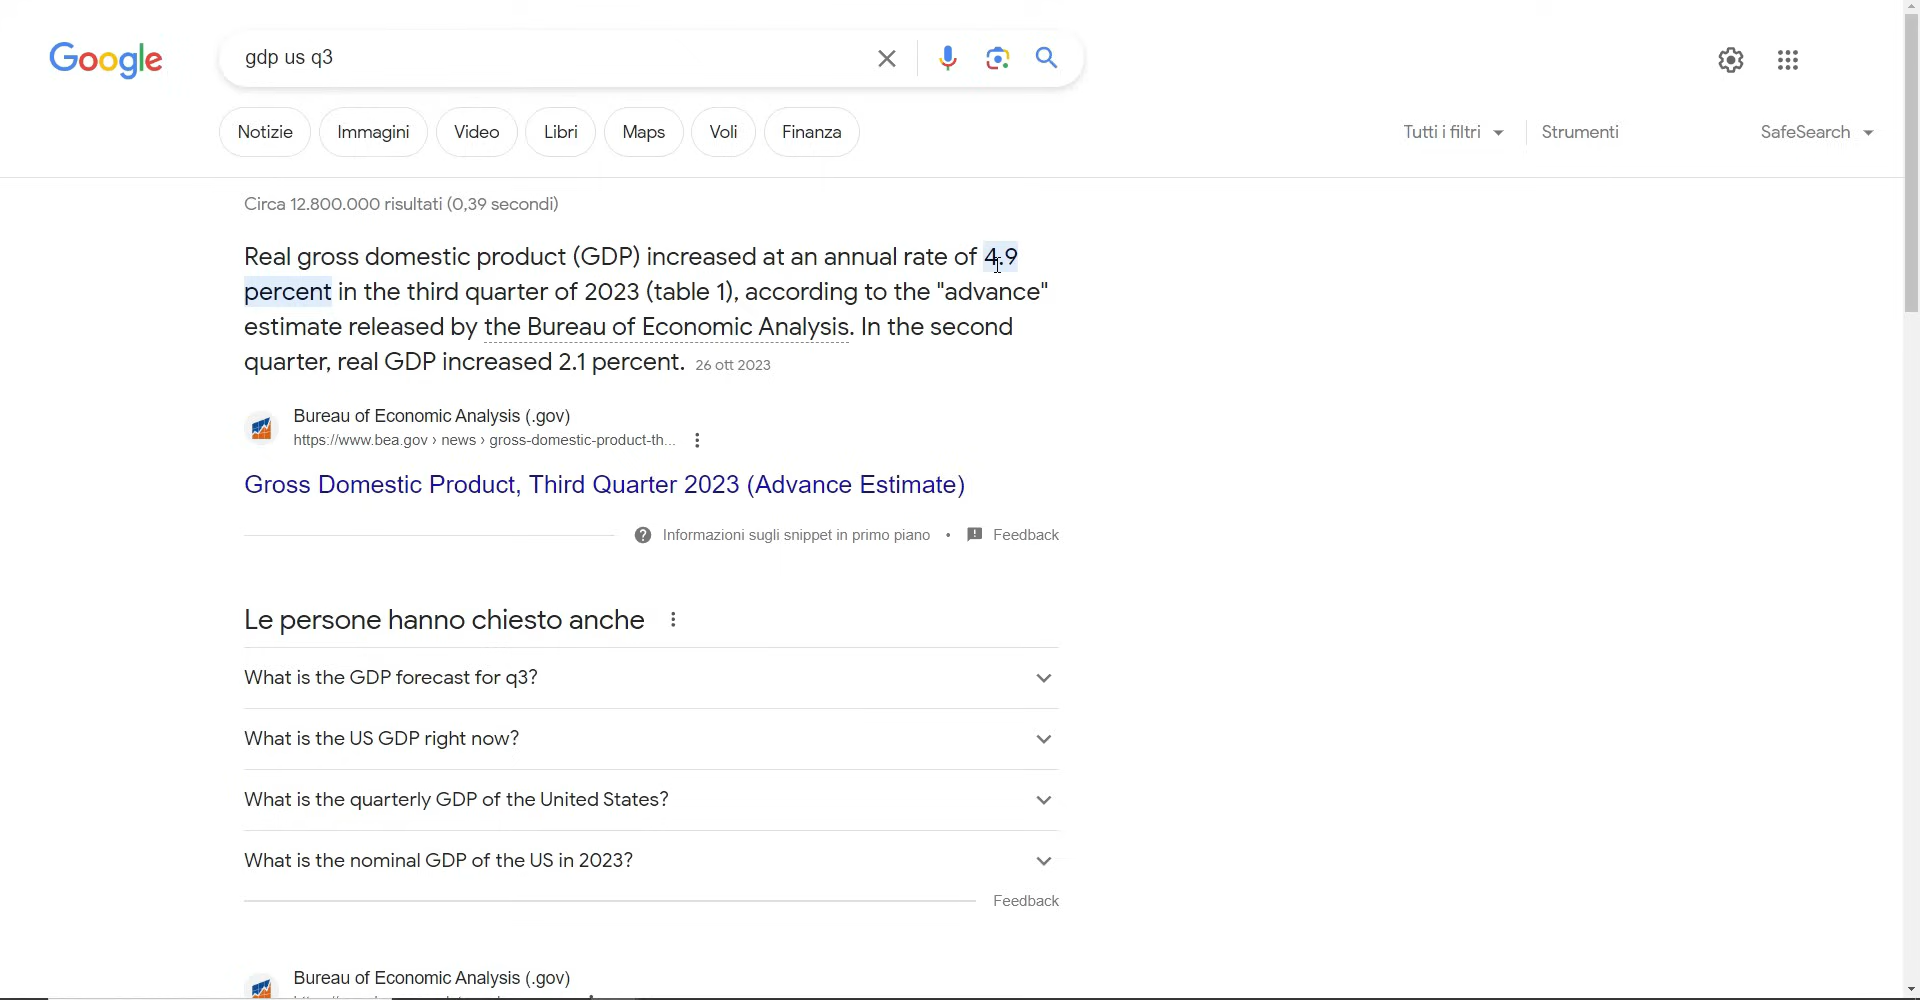 Google
gdp us q3
Notizie Immagini Video Libri Maps Voli Finanza Tutti i filtri Strumenti SafeSearch
Circa 12.800.000 risultati (0,39 secondi)
Real gross domestic product (GDP) increased at an annual rate of 4.9
percent in the third quarter of 2023 (table 1), according to the "advance"
estimate released by the Bureau of Economic Analysis. In the second
quarter, real GDP increased 2.1 percent. 26 ott 2023
Bureau of Economic Analysis (.gov)
https://www.bea.gov › news › gross-domestic-product-th...
Gross Domestic Product, Third Quarter 2023 (Advance Estimate)
Informazioni sugli snippet in primo piano • Feedback
Le persone hanno chiesto anche
What is the GDP forecast for q3?
What is the US GDP right now?
What is the quarterly GDP of the United States?
What is the nominal GDP of the US in 2023?
Feedback
Bureau of Economic Analysis (.gov)